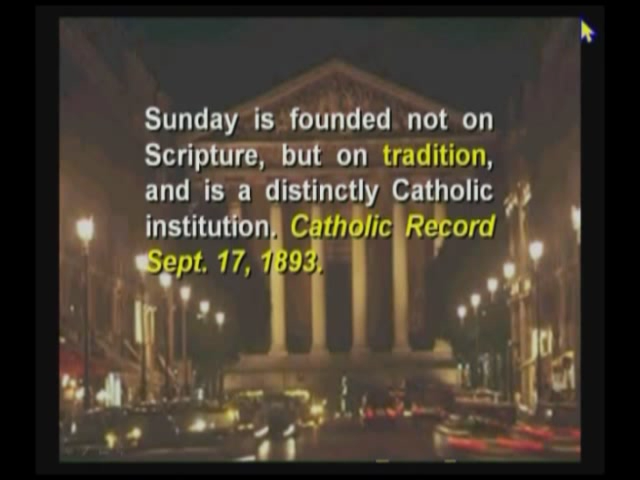 Sunday is founded not on
Scripture, but on tradition,
and is a distinctly Catholic
institution. Catholic Record
Sept. 17, 1893.